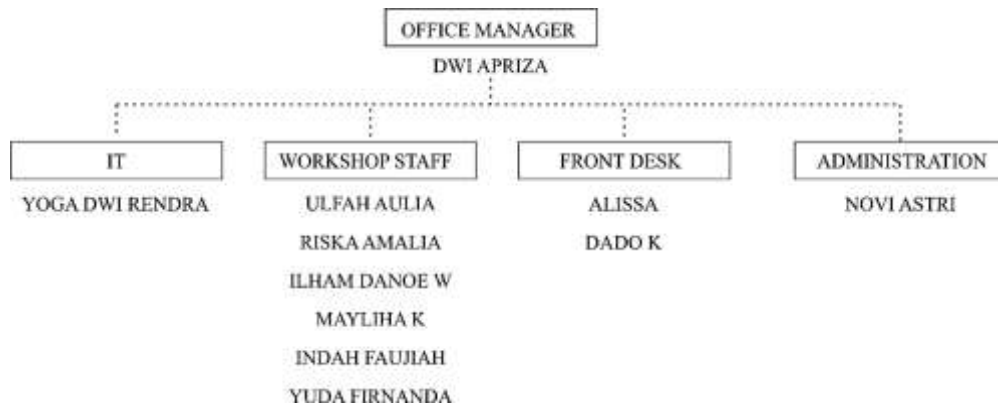 OFFICE MANAGER
DWI APRIZA
IT
YOGA DWI RENDRA
WORKSHOP STAFF
ULFAH AULIA
RISKA AMALIA
ILHAM DANOE W
MAYLIHA K
INDAH FAUJIAH
YUDA FIRNANDA
FRONT DESK
ALISSA
DADO K
ADMINISTRATION
NOVI ASTRI